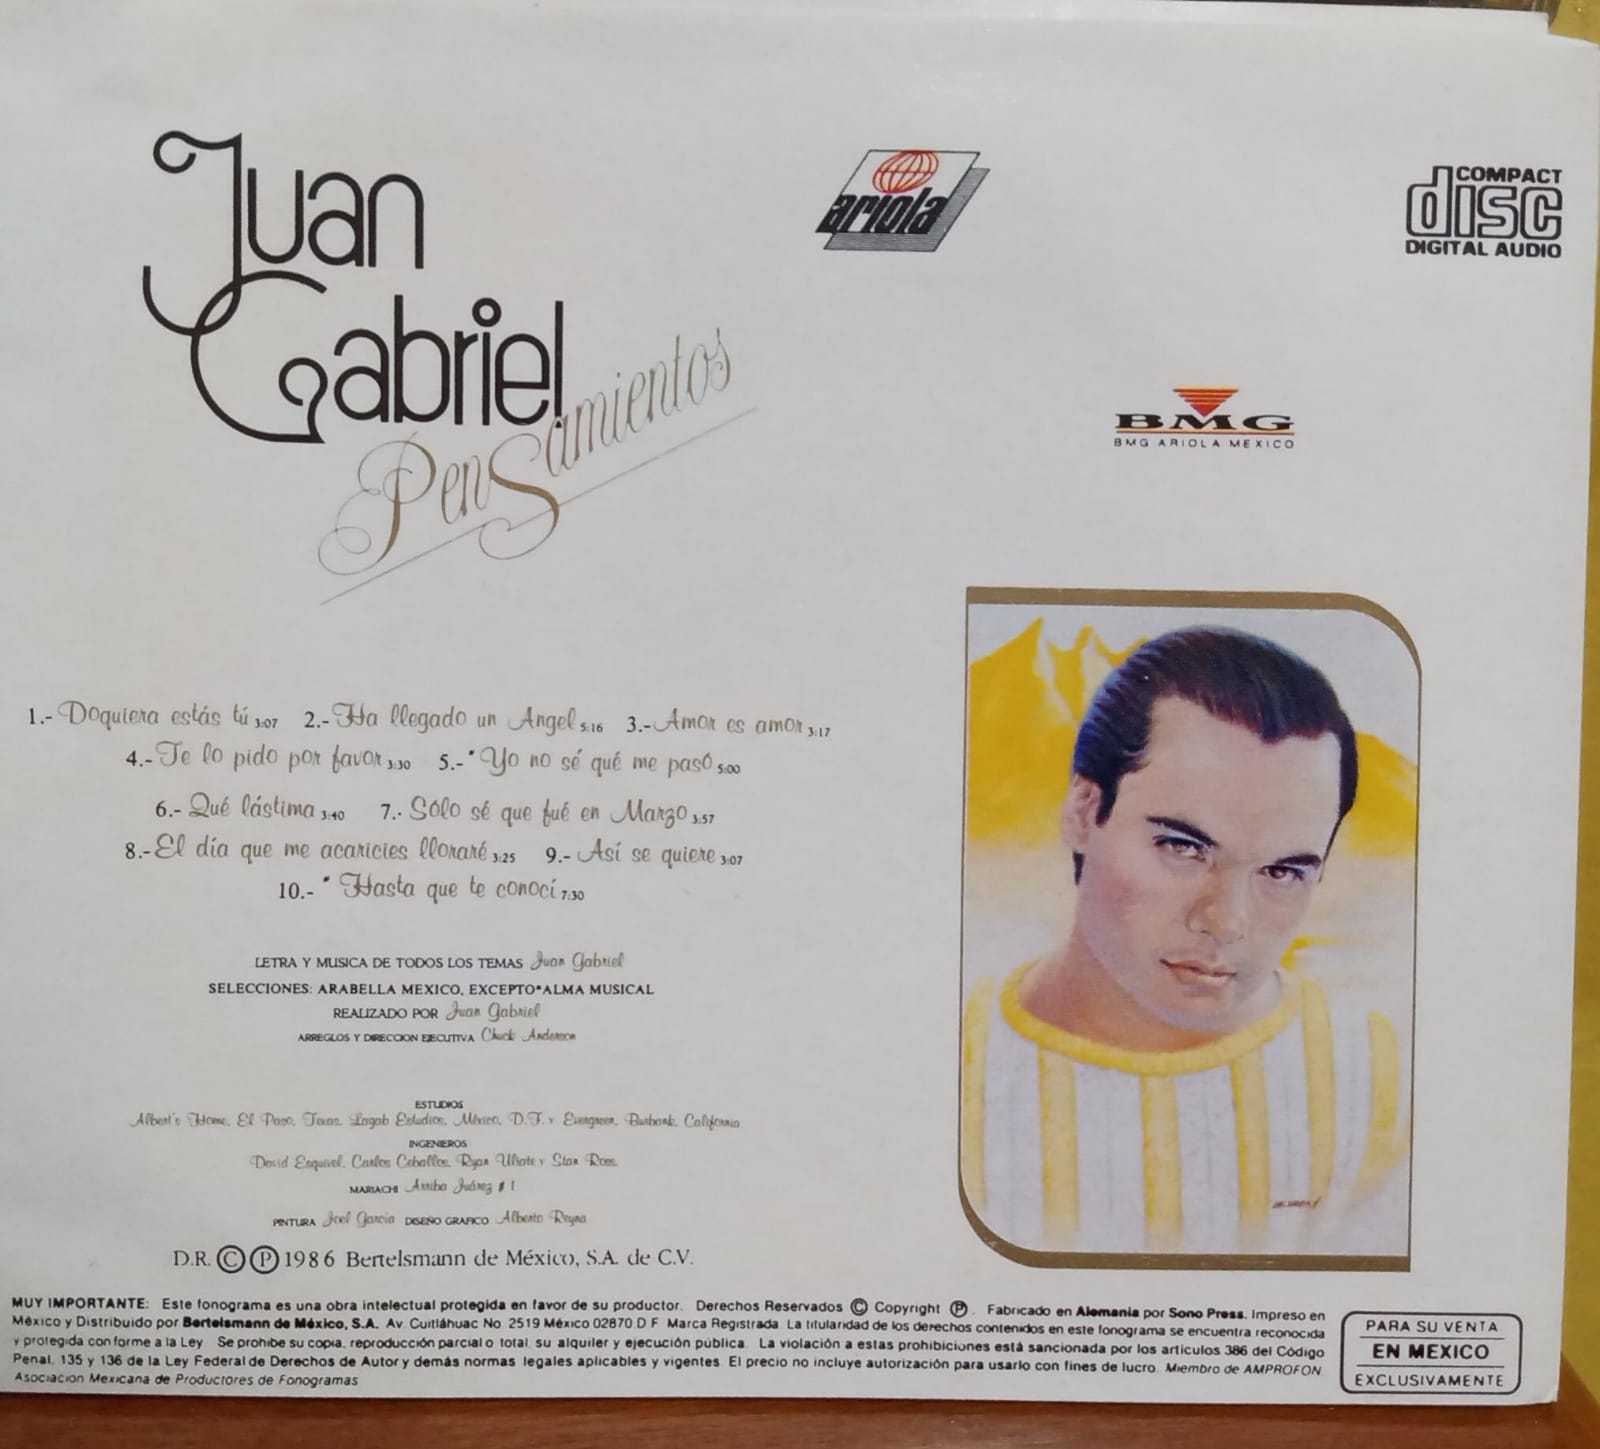 Juan
Gabriel
Pensamientos
ariola
COMPACT
disc
DIGITAL AUDIO
BMG
BMG ARIOLA MEXICO
1.- Doquiera estás tú 3:07 2.- Ha llegado un Angel 5:16 3.- Amor es amor 3:17
4.- Te lo pido por favor 3:30 5.- * Yo no sé qué me pasó 5:00
6.- Qué lástima 3:40 7.- Sólo sé que fué en Marzo 3:57
8.- El día que me acaricies lloraré 3:25 9.- Así se quiere 3:07
10.- * Hasta que te conocí 7:30
LETRA Y MUSICA DE TODOS LOS TEMAS Juan Gabriel
SELECCIONES: ARABELLA MEXICO, EXCEPTO*ALMA MUSICAL
REALIZADO POR Juan Gabriel
ARREGLOS Y DIRECCION EJECUTIVA Chuck Anderson
ESTUDIOS
Albert's Home, El Paso, Texas. Lagab Estudios, México, D.F. y Evergreen, Burbank, California
INGENIEROS
David Esquivel, Carlos Ceballos, Ryan Uliate y Stan Ross.
MARIACHI Arriba Juárez # 1
PINTURA Joel García DISEÑO GRAFICO Alberto Reyna
D.R. © Ⓟ 1986 Bertelsmann de México, S.A. de C.V.
MUY IMPORTANTE: Este fonograma es una obra intelectual protegida en favor de su productor. Derechos Reservados © Copyright Ⓟ. Fabricado en Alemania por Sono Press. Impreso en
México y Distribuido por Bertelsmann de México, S.A. Av. Cuitláhuac No. 2519 México 02870.D F Marca Registrada La titularidad de los derechos contenidos en este fonograma se encuentra reconocida
y protegida conforme a la Ley Se prohibe su copia, reproducción parcial o total, su alquiler y ejecución pública. La violación a estas prohibiciones está sancionada por los artículos 386 del Código
Penal, 135 y 136 de la Ley Federal de Derechos de Autor y demás normas legales aplicables y vigentes. El precio no incluye autorización para usarlo con fines de lucro. Miembro de AMPROFON
Asociacion Mexicana de Productores de Fonogramas
PARA SU VENTA
EN MEXICO
EXCLUSIVAMENTE